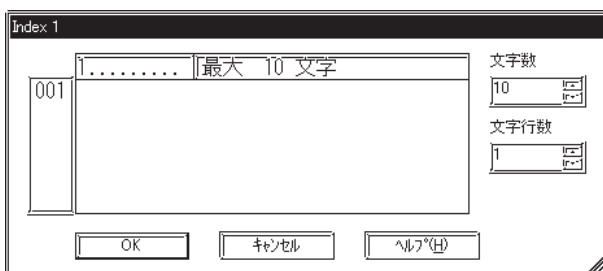 Index 1
1......... 最大 10 文字
001
文字数
10
文字行数
1
OK キャンセル ヘルプ(H)